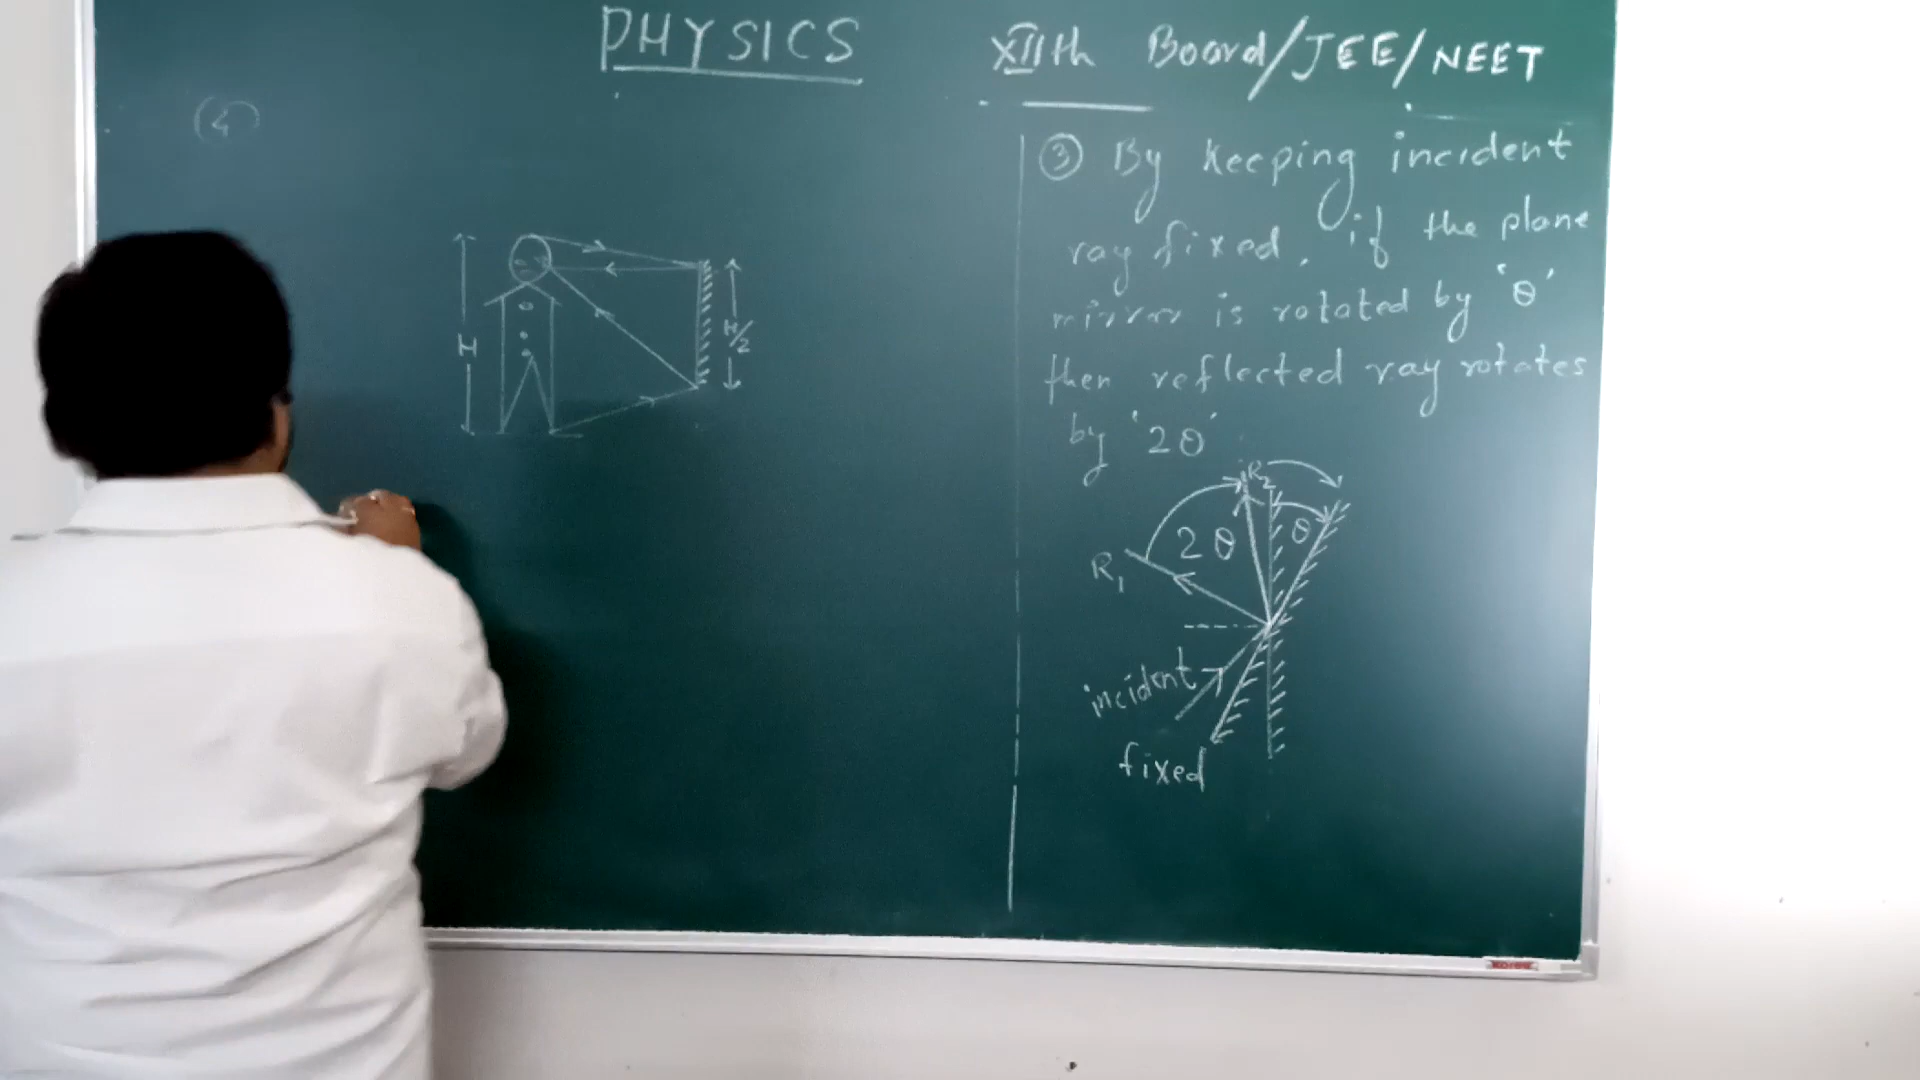 PHYSICS XIIth Board/JEE/NEET
(4)
H
H/2
③ By keeping incident
ray fixed, if the plane
mirror is rotated by 'θ'
then reflected ray rotates
by '2θ'
R2
2θ
θ
R1
incident
fixed